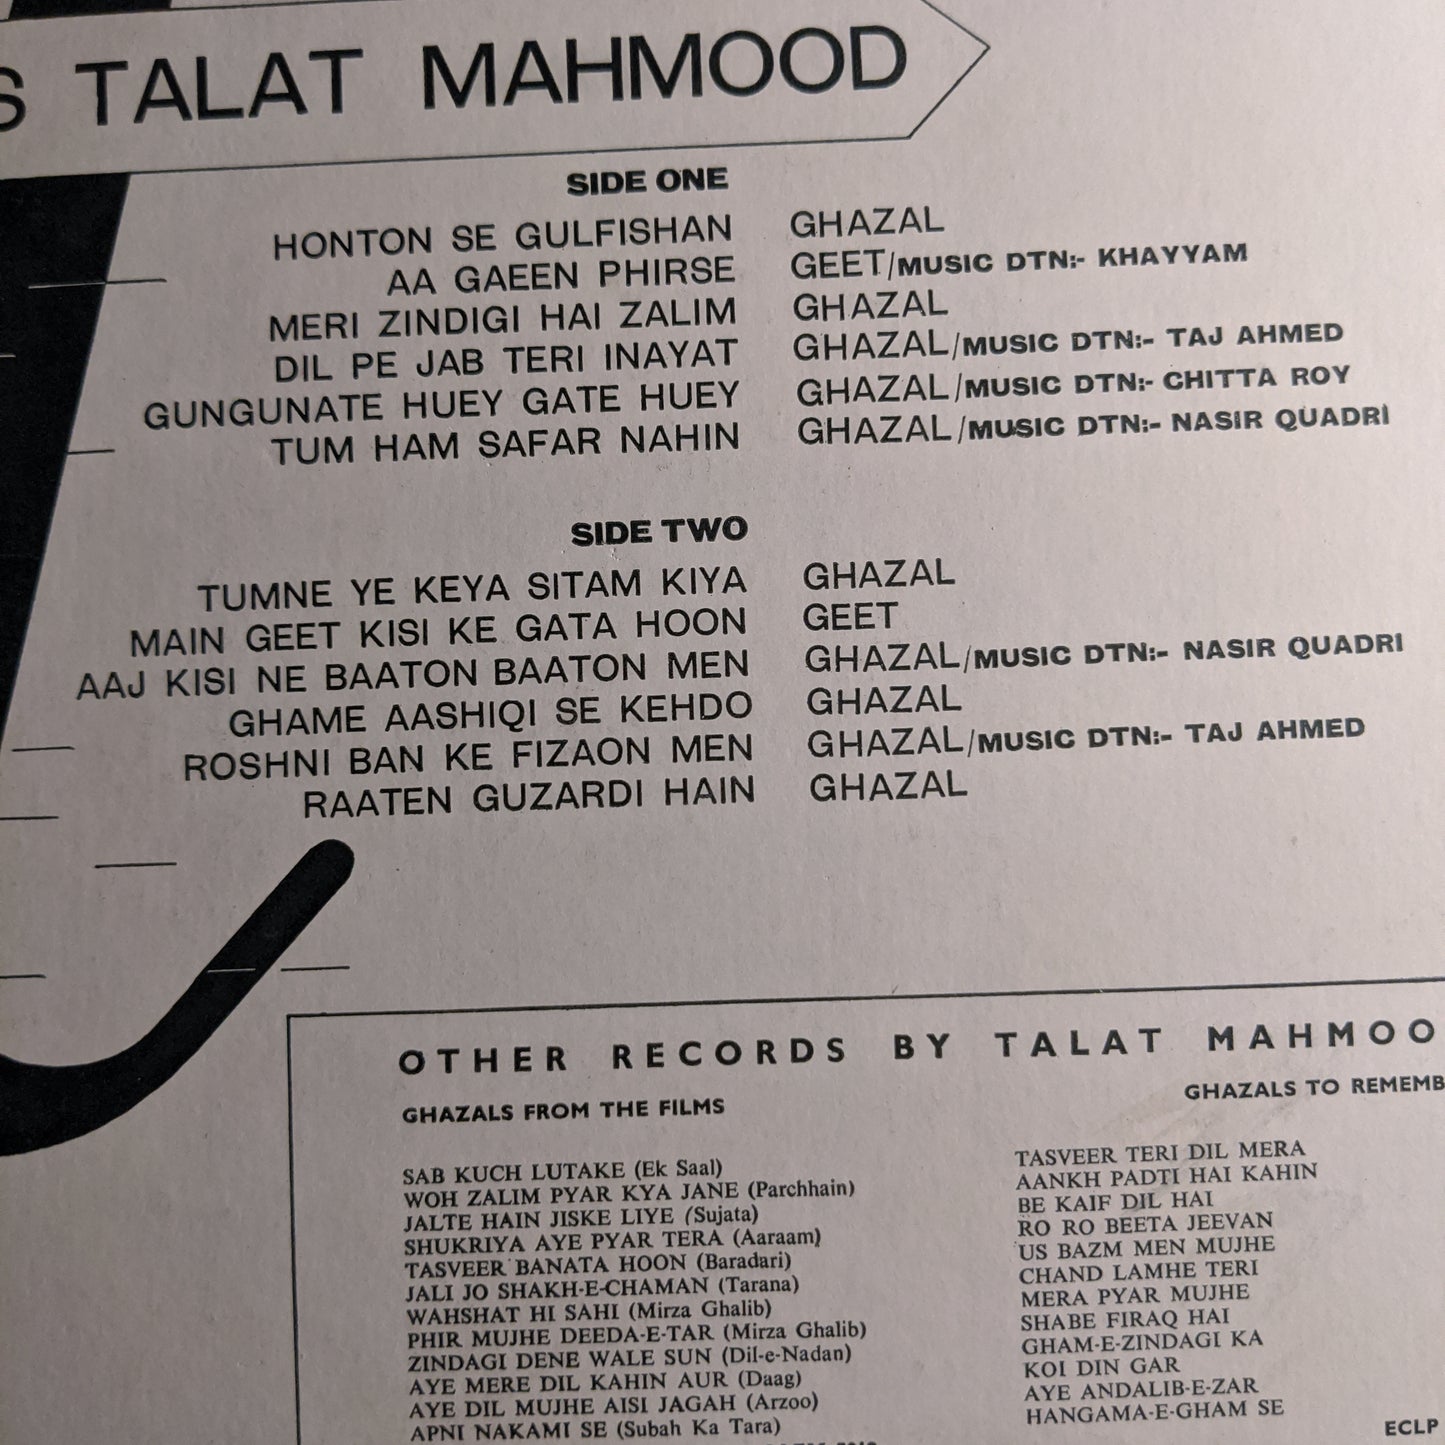 TALAT MAHMOOD
SIDE ONE
HONTON SE GULFISHAN GHAZAL
AA GAEEN PHIRSE GEET/MUSIC DTN:- KHAYYAM
MERI ZINDIGI HAI ZALIM GHAZAL
DIL PE JAB TERI INAYAT GHAZAL/MUSIC DTN:- TAJ AHMED
GUNGUNATE HUEY GATE HUEY GHAZAL/MUSIC DTN:- CHITTA ROY
TUM HAM SAFAR NAHIN GHAZAL/MUSIC DTN:- NASIR QUADRI
SIDE TWO
TUMNE YE KEYA SITAM KIYA GHAZAL
MAIN GEET KISI KE GATA HOON GEET
AAJ KISI NE BAATON BAATON MEN GHAZAL/MUSIC DTN:- NASIR QUADRI
GHAME AASHIQI SE KEHDO GHAZAL
ROSHNI BAN KE FIZAON MEN GHAZAL/MUSIC DTN:- TAJ AHMED
RAATEN GUZARDI HAIN GHAZAL
OTHER RECORDS BY TALAT MAHMOO
GHAZALS FROM THE FILMS
SAB KUCH LUTAKE (Ek Saal)
WOH ZALIM PYAR KYA JANE (Parchhain)
JALTE HAIN JISKE LIYE (Sujata)
SHUKRIYA AYE PYAR TERA (Aaraam)
TASVEER BANATA HOON (Baradari)
JALI JO SHAKH-E-CHAMAN (Tarana)
WAHSHAT HI SAHI (Mirza Ghalib)
PHIR MUJHE DEEDA-E-TAR (Mirza Ghalib)
ZINDAGI DENE WALE SUN (Dil-e-Nadan)
AYE MERE DIL KAHIN AUR (Daag)
AYE DIL MUJHE AISI JAGAH (Arzoo)
APNI NAKAMI SE (Subah Ka Tara)
GHAZALS TO REMEMB
TASVEER TERI DIL MERA
AANKH PADTI HAI KAHIN
BE KAIF DIL HAI
RO RO BEETA JEEVAN
US BAZM MEN MUJHE
CHAND LAMHE TERI
MERA PYAR MUJHE
SHABE FIRAQ HAI
GHAM-E-ZINDAGI KA
KOI DIN GAR
AYE ANDALIB-E-ZAR
HANGAMA-E-GHAM SE
ECLP